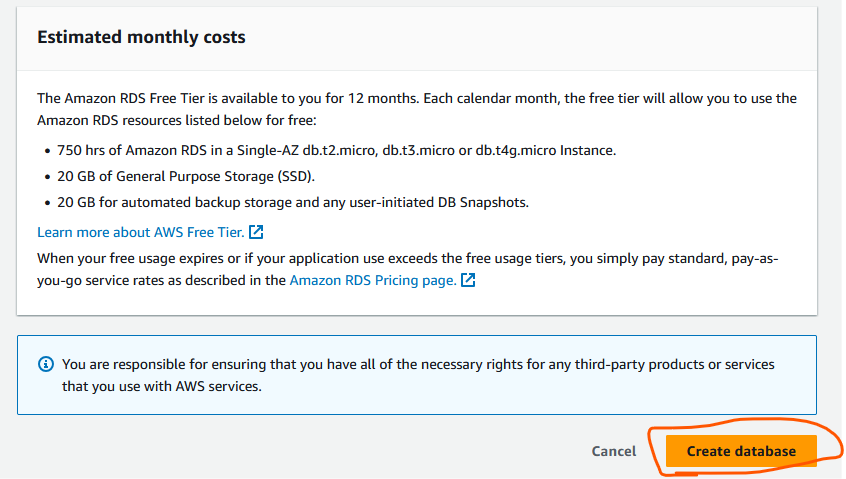 Estimated monthly costs
The Amazon RDS Free Tier is available to you for 12 months. Each calendar month, the free tier will allow you to use the
Amazon RDS resources listed below for free:
• 750 hrs of Amazon RDS in a Single-AZ db.t2.micro, db.t3.micro or db.t4g.micro Instance.
• 20 GB of General Purpose Storage (SSD).
• 20 GB for automated backup storage and any user-initiated DB Snapshots.
Learn more about AWS Free Tier.
When your free usage expires or if your application use exceeds the free usage tiers, you simply pay standard, pay-as-
you-go service rates as described in the Amazon RDS Pricing page.
You are responsible for ensuring that you have all of the necessary rights for any third-party products or services
that you use with AWS services.
Cancel Create database